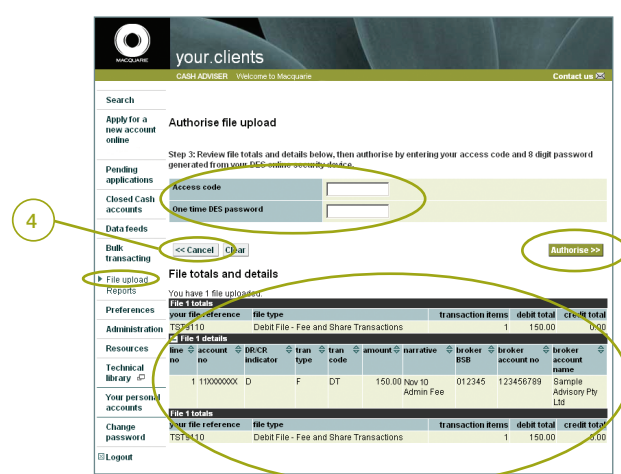 MACQUARIE
your.clients
CASH ADVISER Welcome to Macquarie
Contact us
Search
Apply for a
new account
online
Pending
applications
Closed Cash
accounts
Data feeds
Bulk
transacting
File upload
Reports
Preferences
Administration
Resources
Technical
library
Your personal
accounts
Change
password
Logout
4
Authorise file upload
Step 3: Review file totals and details below, then authorise by entering your access code and 8 digit password
generated from your DES online security device.
Access code
One time DES password
<< Cancel Clear Authorise >>
File totals and details
You have 1 file uploaded.
File 1 totals
your file reference file type transaction items debit total credit total
TST9110 Debit File - Fee and Share Transactions 1 150.00 0.00
File 1 details
line no account no DR/CR indicator tran type tran code amount narrative broker BSB broker account no broker account name
1 11XXXXXXX D F DT 150.00 Nov 10 Admin Fee 012345 123456789 Sample Advisory Pty Ltd
File 1 totals
your file reference file type transaction items debit total credit total
TST9110 Debit File - Fee and Share Transactions 1 150.00 0.00